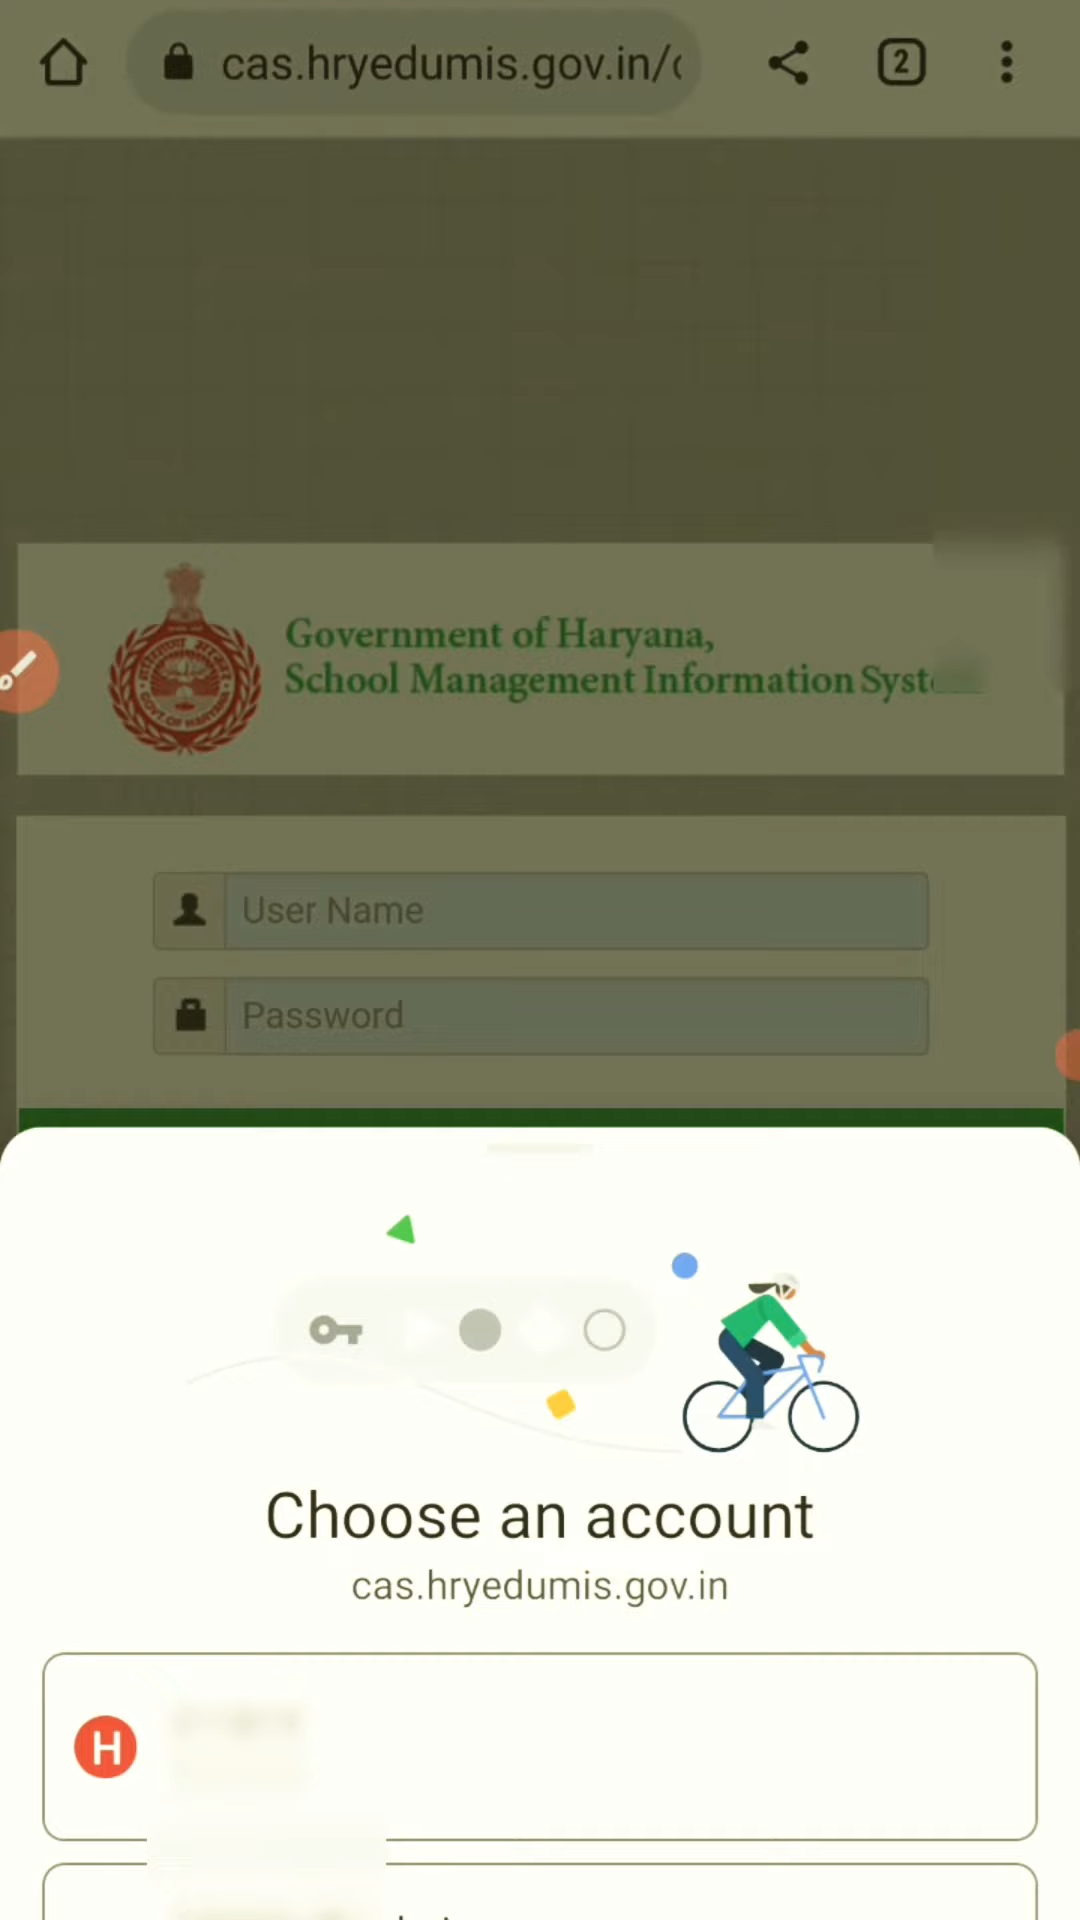 cas.hryedumis.gov.in/
2
Government of Haryana,
School Management Information Syst
User Name
Password
Choose an account
cas.hryedumis.gov.in
H